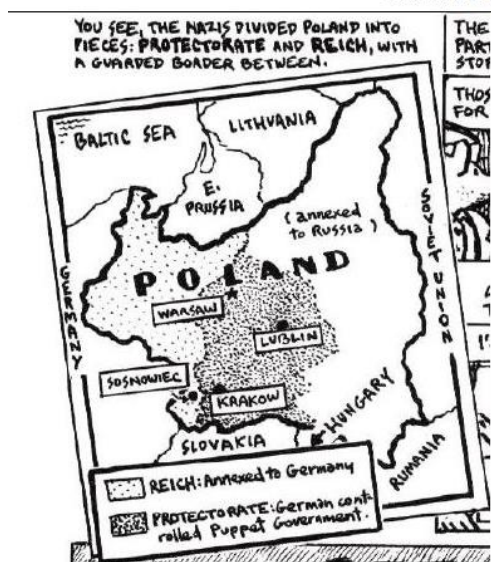 YOU SEE, THE NAZIS DIVIDED POLAND INTO
PIECES: PROTECTORATE AND REICH, WITH
A GUARDED BORDER BETWEEN.
THE
PART
STOP
THOS
FOR
BALTIC SEA
LITHUANIA
E.
PRUSSIA
(annexed
to Russia)
SOVIET UNION
GERMANY
POLAND
WARSAW
LUBLIN
SOSNOWIEC
KRAKOW
HUNGARY
SLOVAKIA
RUMANIA
REICH: Annexed to Germany
PROTECTORATE: German cont-
rolled Puppet Government.